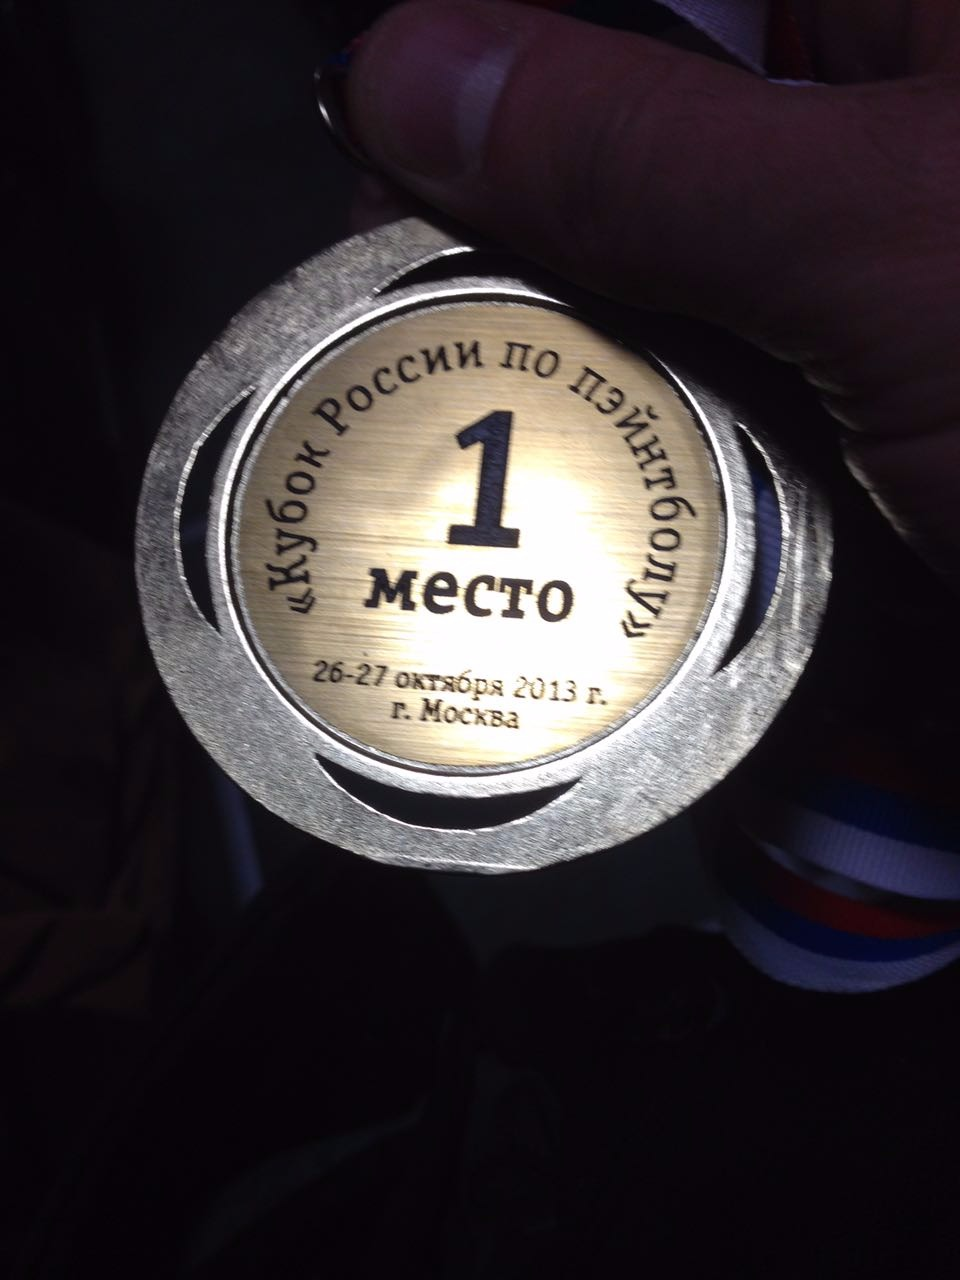 «Кубок России по пэйнтболу»
1
место
26-27 октября 2013 г.
г. Москва